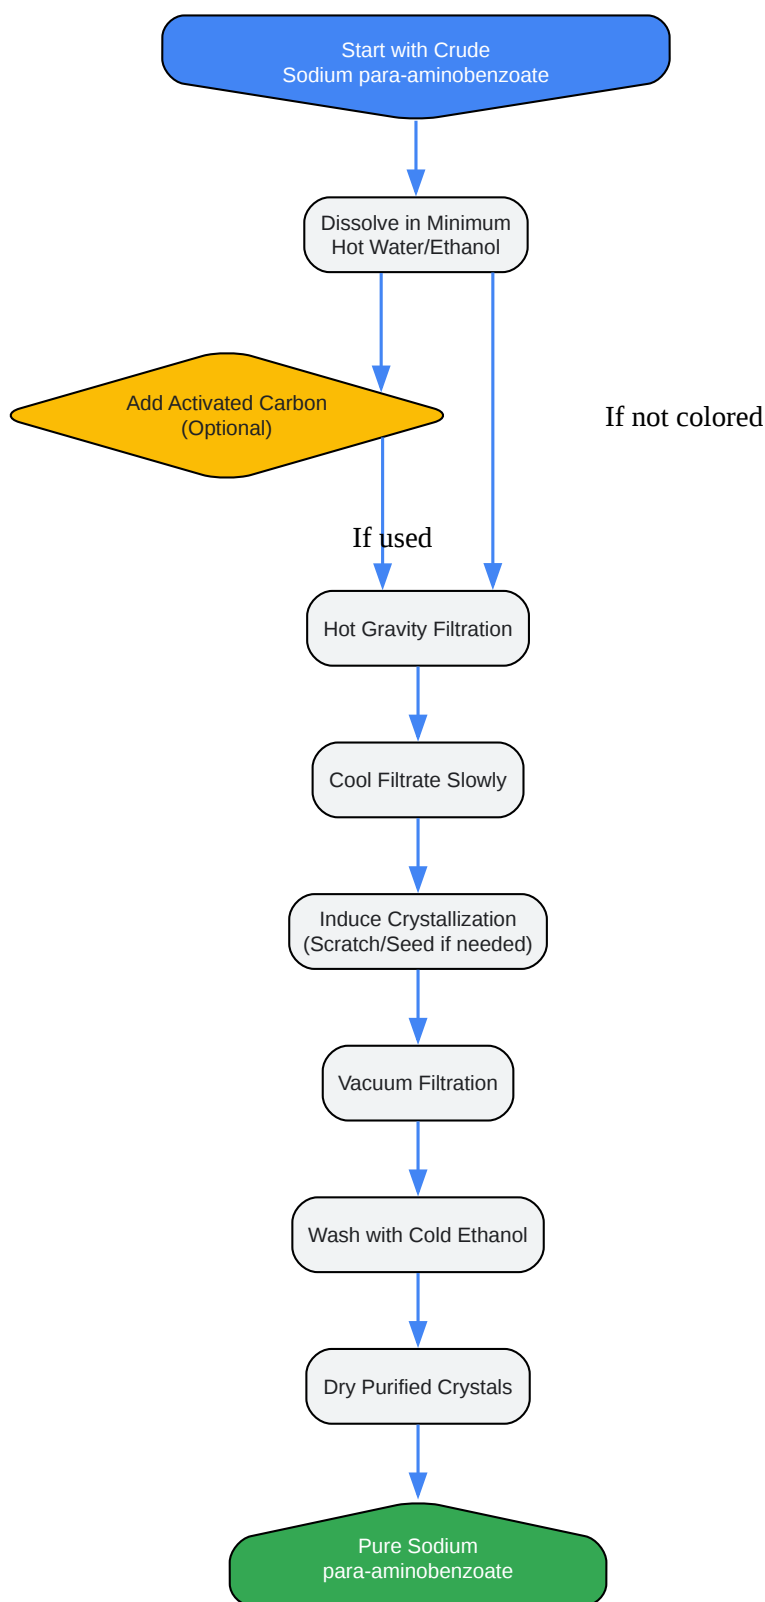 Start with Crude
Sodium para-aminobenzoate
Dissolve in Minimum
Hot Water/Ethanol
Add Activated Carbon
(Optional)
If not colored
If used
Hot Gravity Filtration
Cool Filtrate Slowly
Induce Crystallization
(Scratch/Seed if needed)
Vacuum Filtration
Wash with Cold Ethanol
Dry Purified Crystals
Pure Sodium
para-aminobenzoate